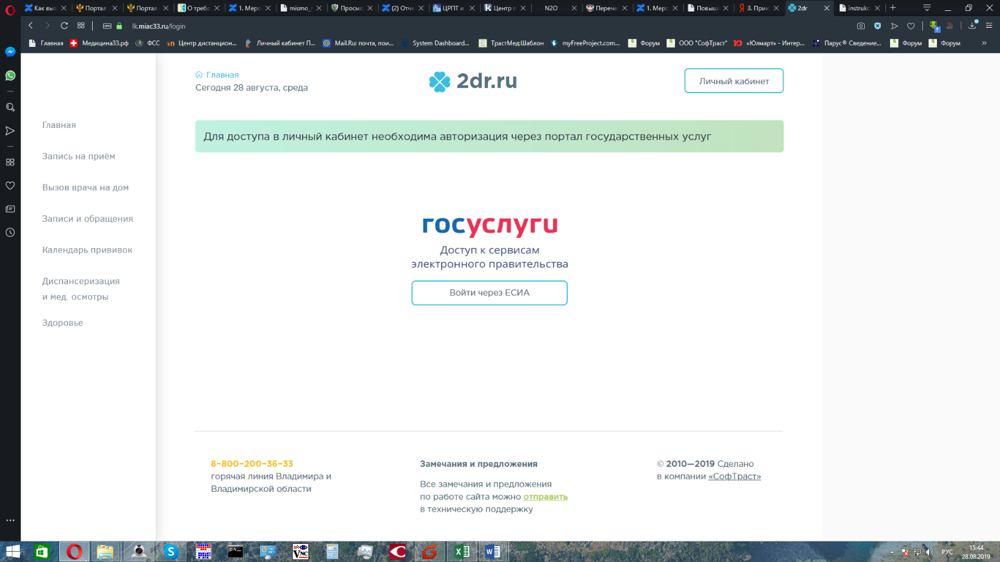 Как вы
Портал
Портал
О требо
1. Меро
mismo_
Просмо
(2) Отче
ЦРПТ и
Центр п
N2O
Перече
1. Меро
Повыш
3. Прик
2dr
instruk
VPN
lk.miac33.ru/login
Главная
Медицина33.рф
ФСС
Центр дистанцион...
Личный кабинет П...
Mail.Ru: почта, пои...
System Dashboard...
ТрастМед:Шаблон
myFreeProject.com...
Форум
ООО "СофТраст"
«Юлмарт» - Интер...
Парус® Сведение...
Форум
Форум
Главная
Сегодня 28 августа, среда
2dr.ru
Личный кабинет
Главная
Запись на приём
Вызов врача на дом
Записи и обращения
Календарь прививок
Диспансеризация
и мед. осмотры
Здоровье
Для доступа в личный кабинет необходима авторизация через портал государственных услуг
госуслуги
Доступ к сервисам
электронного правительства
Войти через ЕСИА
8-800-200-36-33
горячая линия Владимира и
Владимирской области
Замечания и предложения
Все замечания и предложения
по работе сайта можно отправить
в техническую поддержку
© 2010—2019 Сделано
в компании «СофТраст»
РУС
15:44
28.08.2019